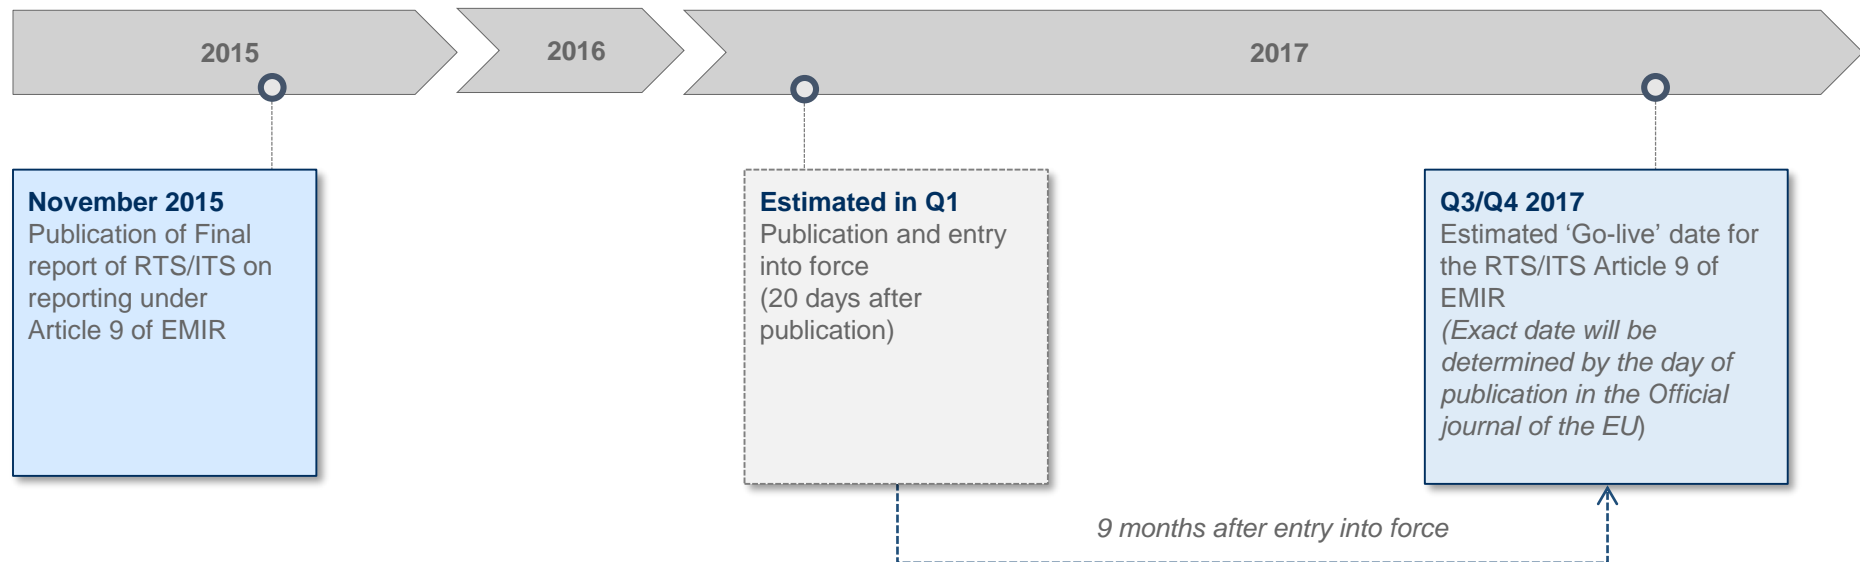 2015
2016
2017
November 2015
Publication of Final
report of RTS/ITS on
reporting under
Article 9 of EMIR
Estimated in Q1
Publication and entry
into force
(20 days after
publication)
Q3/Q4 2017
Estimated ‘Go-live’ date for
the RTS/ITS Article 9 of
EMIR
(Exact date will be
determined by the day of
publication in the Official
journal of the EU)
9 months after entry into force